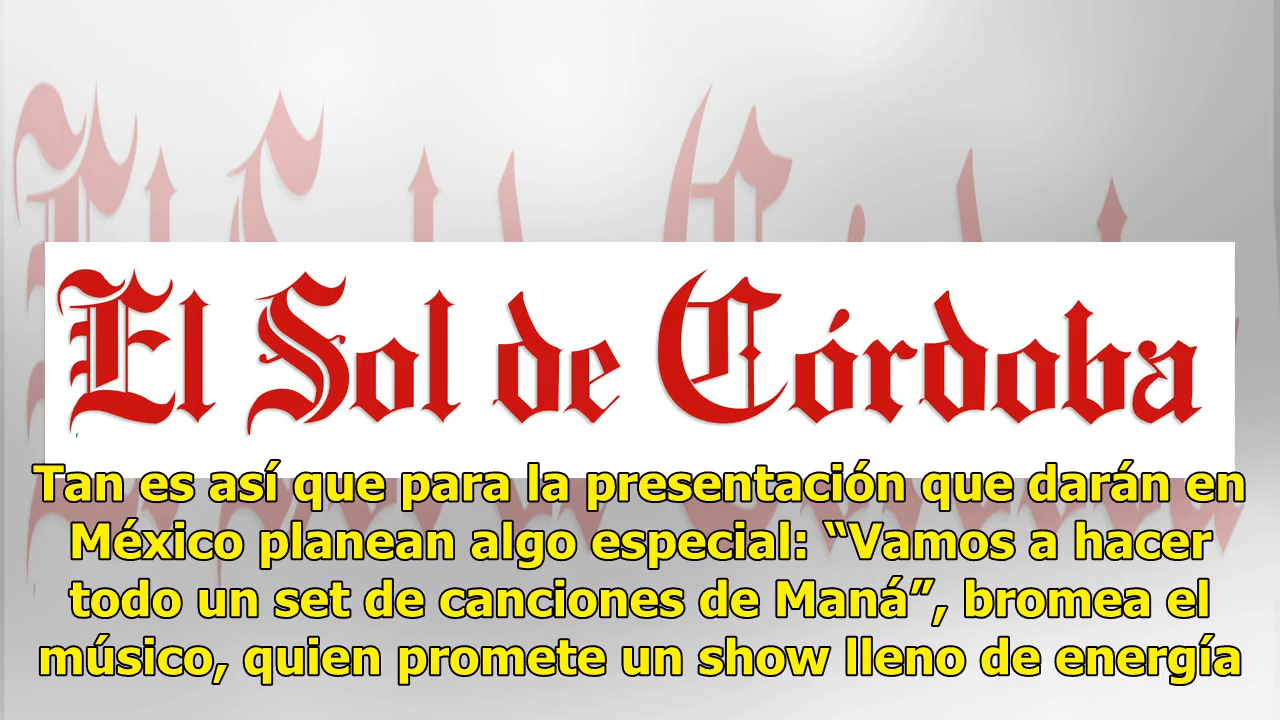 El Sol de Córdoba
Tan es así que para la presentación que darán en
México planean algo especial: “Vamos a hacer
todo un set de canciones de Maná”, bromea el
músico, quien promete un show lleno de energía